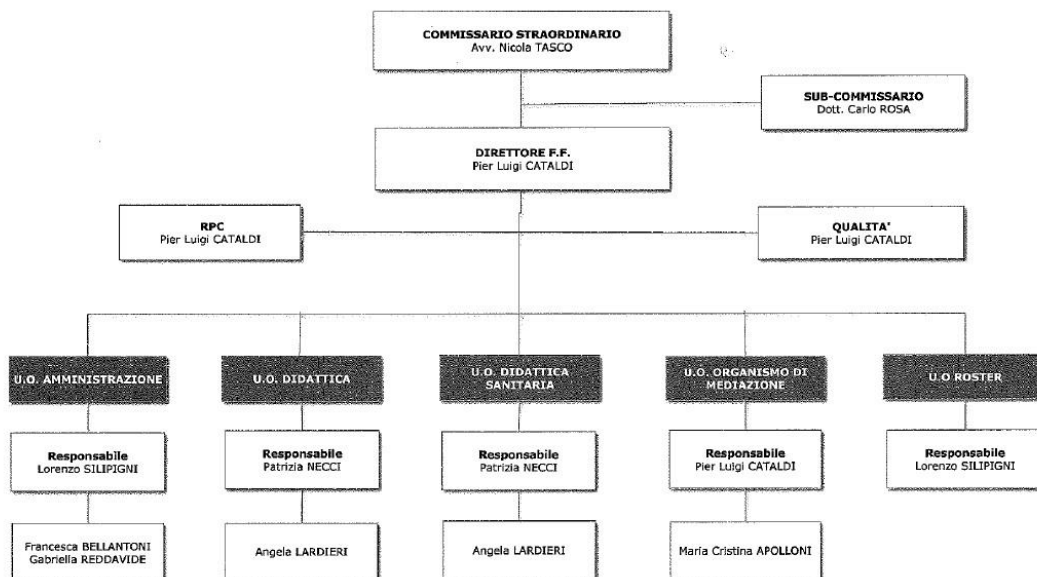 COMMISSARIO STRAORDINARIO
Avv. Nicola TASCO
SUB-COMMISSARIO
Dott. Carlo ROSA
DIRETTORE F.F.
Pier Luigi CATALDI
RPC
Pier Luigi CATALDI
QUALITA'
Pier Luigi CATALDI
U.O. AMMINISTRAZIONE
U.O. DIDATTICA
U.O. DIDATTICA
SANITARIA
U.O. ORGANISMO DI
MEDIAZIONE
U.O ROSTER
Responsabile
Lorenzo SILIPIGNI
Responsabile
Patrizia NECCI
Responsabile
Patrizia NECCI
Responsabile
Pier Luigi CATALDI
Responsabile
Lorenzo SILIPIGNI
Francesca BELLANTONI
Gabriella REDDAVIDE
Angela LARDIERI
Angela LARDIERI
Maria Cristina APOLLONI